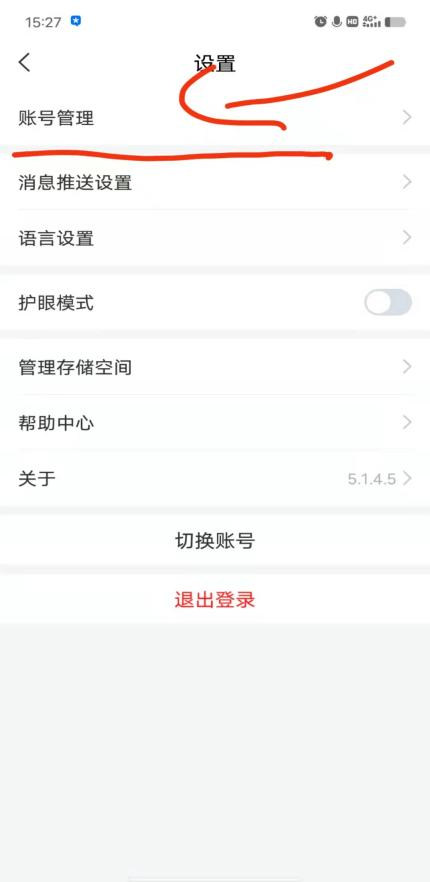 15:27
HD 4G+
设置
账号管理
消息推送设置
语言设置
护眼模式
管理存储空间
帮助中心
关于 5.1.4.5
切换账号
退出登录